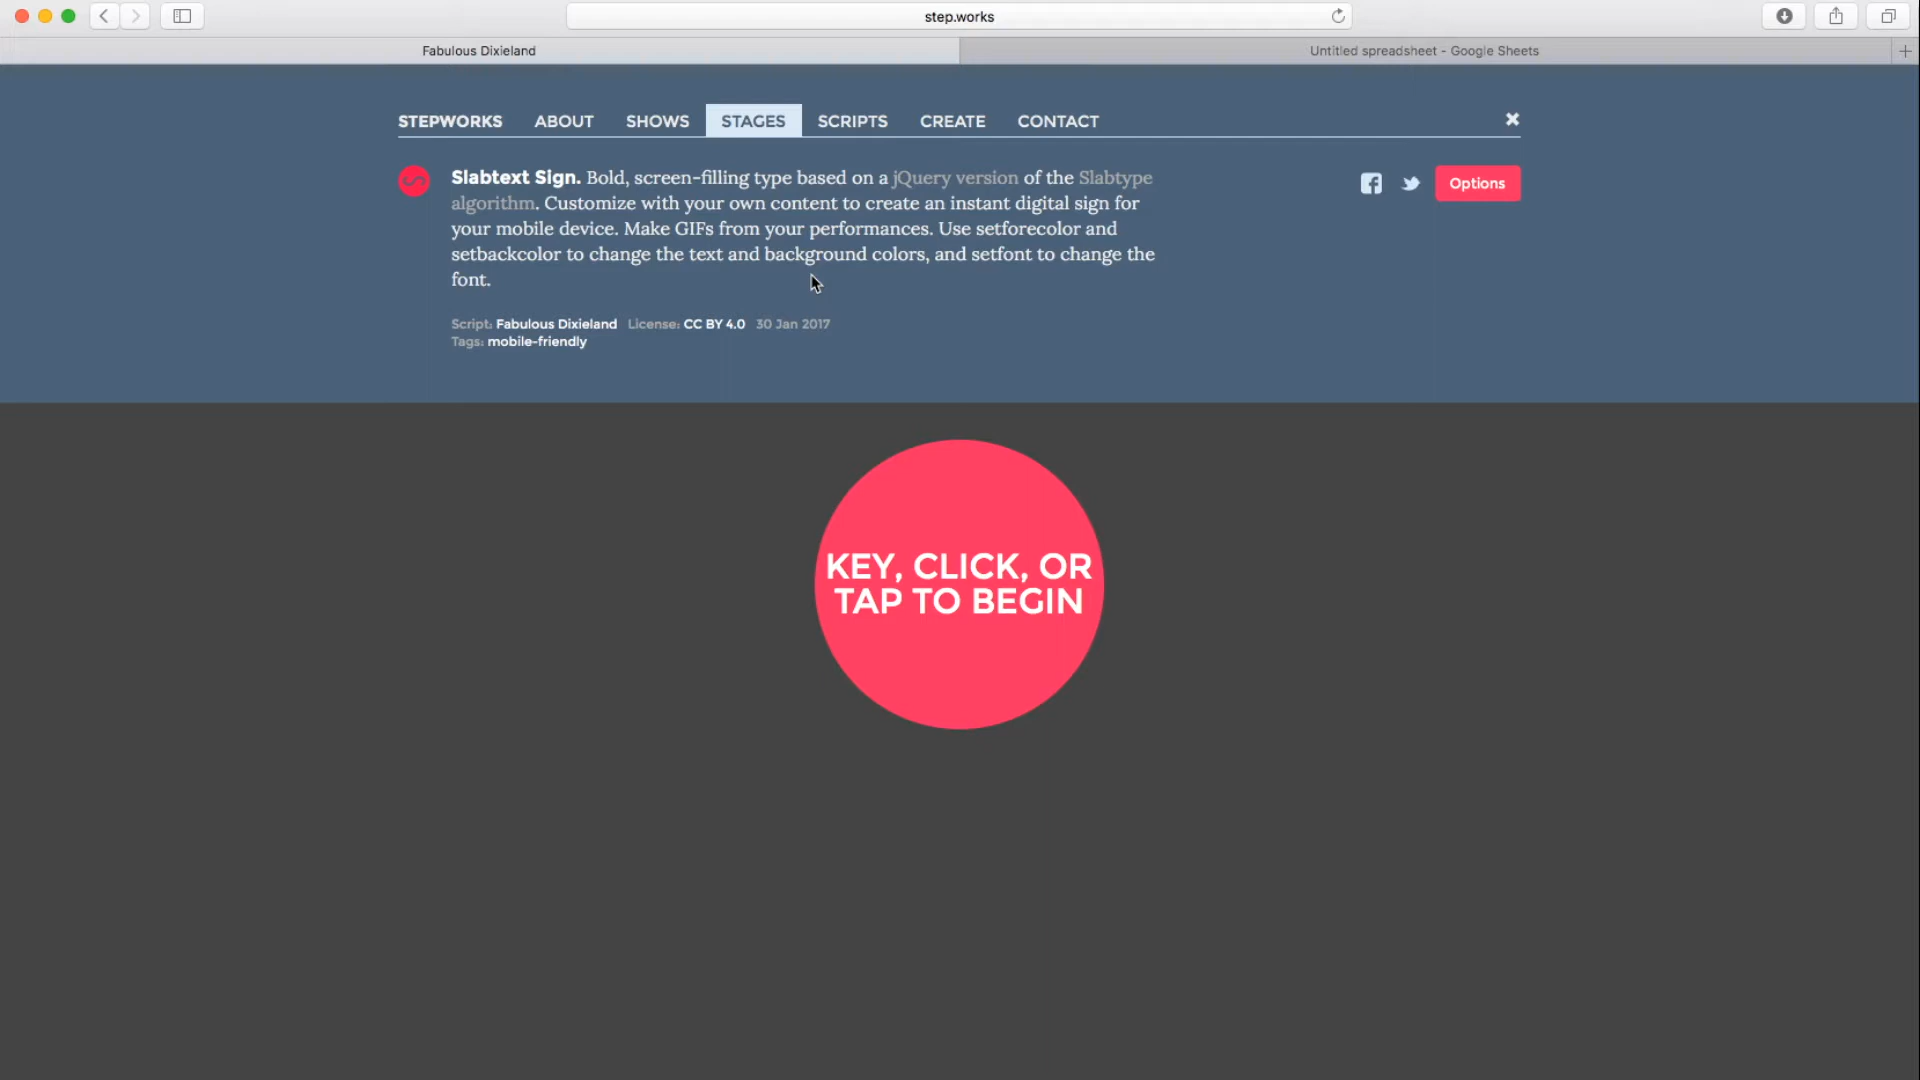 step.works
Fabulous Dixieland
Untitled spreadsheet - Google Sheets
STEPWORKS ABOUT SHOWS STAGES SCRIPTS CREATE CONTACT
Slabtext Sign. Bold, screen-filling type based on a jQuery version of the Slabtype
algorithm. Customize with your own content to create an instant digital sign for
your mobile device. Make GIFs from your performances. Use setforecolor and
setbackcolor to change the text and background colors, and setfont to change the
font.
Options
Script: Fabulous Dixieland License: CC BY 4.0 30 Jan 2017
Tags: mobile-friendly
KEY, CLICK, OR
TAP TO BEGIN